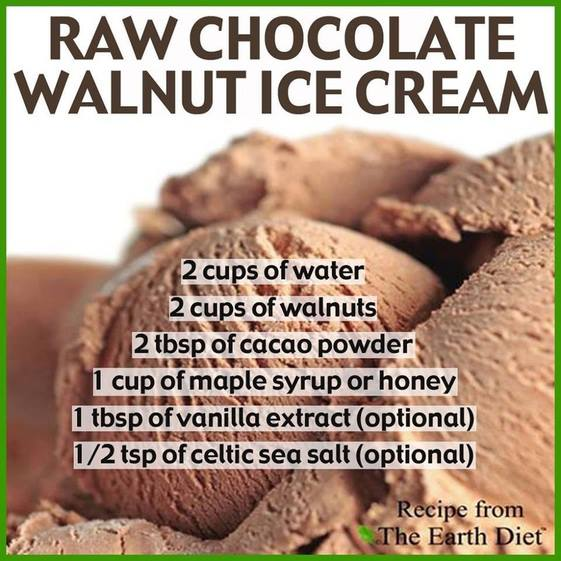 RAW CHOCOLATE
WALNUT ICE CREAM
2 cups of water
2 cups of walnuts
2 tbsp of cacao powder
1 cup of maple syrup or honey
1 tbsp of vanilla extract (optional)
1/2 tsp of celtic sea salt (optional)
Recipe from
The Earth Diet™